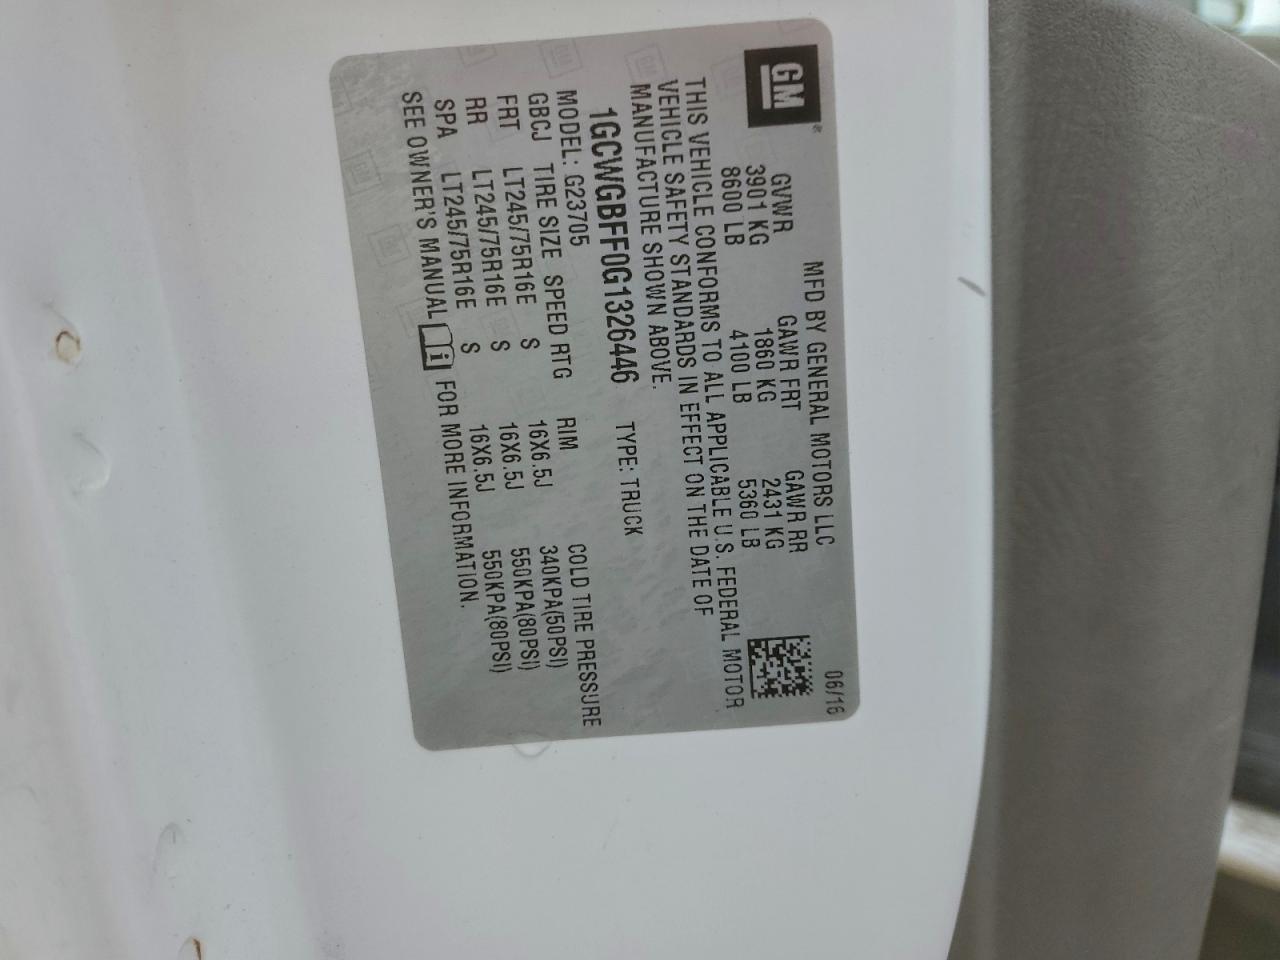 GM
MFD BY GENERAL MOTORS LLC 06/16
GVWR GAWR FRT GAWR RR
3901 KG 1860 KG 2431 KG
8600 LB 4100 LB 5360 LB
THIS VEHICLE CONFORMS TO ALL APPLICABLE U.S. FEDERAL MOTOR
VEHICLE SAFETY STANDARDS IN EFFECT ON THE DATE OF
MANUFACTURE SHOWN ABOVE.
1GCWGBFF0G1326446 TYPE: TRUCK
MODEL: G23705
GBCJ TIRE SIZE SPEED RTG RIM COLD TIRE PRESSURE
FRT LT245/75R16E S 16X6.5J 340KPA(50PSI)
RR LT245/75R16E S 16X6.5J 550KPA(80PSI)
SPA LT245/75R16E S 16X6.5J 550KPA(80PSI)
SEE OWNER'S MANUAL i FOR MORE INFORMATION.